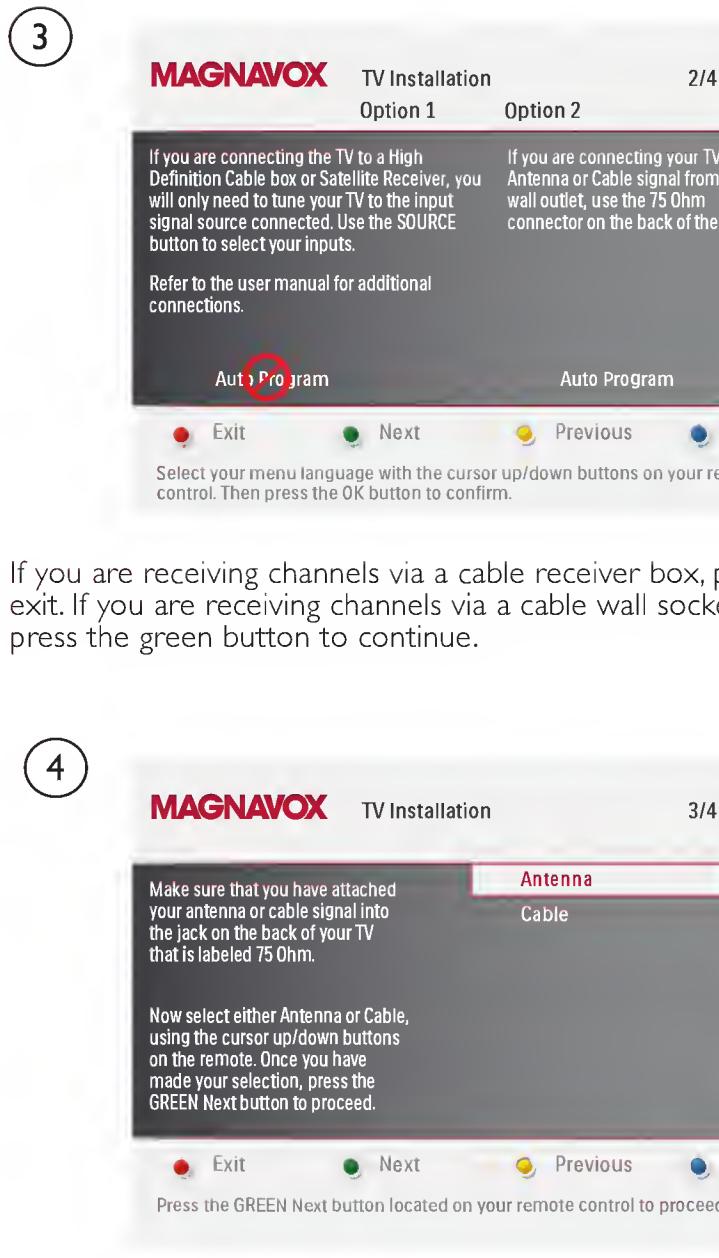 3
MAGNAVOX TV Installation 2/4
Option 1 Option 2
If you are connecting the TV to a High
Definition Cable box or Satellite Receiver, you
will only need to tune your TV to the input
signal source connected. Use the SOURCE
button to select your inputs.
Refer to the user manual for additional
connections.
If you are connecting your TV
Antenna or Cable signal from
wall outlet, use the 75 Ohm
connector on the back of the
Auto Program Auto Program
Exit Next Previous
Select your menu language with the cursor up/down buttons on your re
control. Then press the OK button to confirm.
If you are receiving channels via a cable receiver box, p
exit. If you are receiving channels via a cable wall socke
press the green button to continue.
4
MAGNAVOX TV Installation 3/4
Make sure that you have attached
your antenna or cable signal into
the jack on the back of your TV
that is labeled 75 Ohm.
Now select either Antenna or Cable,
using the cursor up/down buttons
on the remote. Once you have
made your selection, press the
GREEN Next button to proceed.
Antenna
Cable
Exit Next Previous
Press the GREEN Next button located on your remote control to proceed